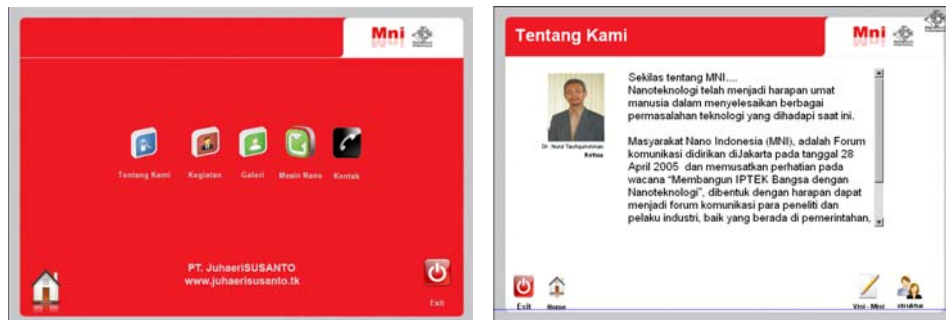 Mni
Tentang Kami
Kegiatan
Galeri
Mesin Nano
Kontak
PT. JuhaeriSUSANTO
www.juhaerisusanto.tk
Exit
Tentang Kami
Mni
Sekilas tentang MNI....
Nanoteknologi telah menjadi harapan umat
manusia dalam menyelesaikan berbagai
permasalahan teknologi yang dihadapi saat ini.
Masyarakat Nano Indonesia (MNI), adalah Forum
komunikasi didirikan diJakarta pada tanggal 28
April 2005 dan memusatkan perhatian pada
wacana "Membangun IPTEK Bangsa dengan
Nanoteknologi", dibentuk dengan harapan dapat
menjadi forum komunikasi para peneliti dan
pelaku industri, baik yang berada di pemerintahan,
Dr. Nurul
Ketua
Exit
Home
Visi - Misi
struktur